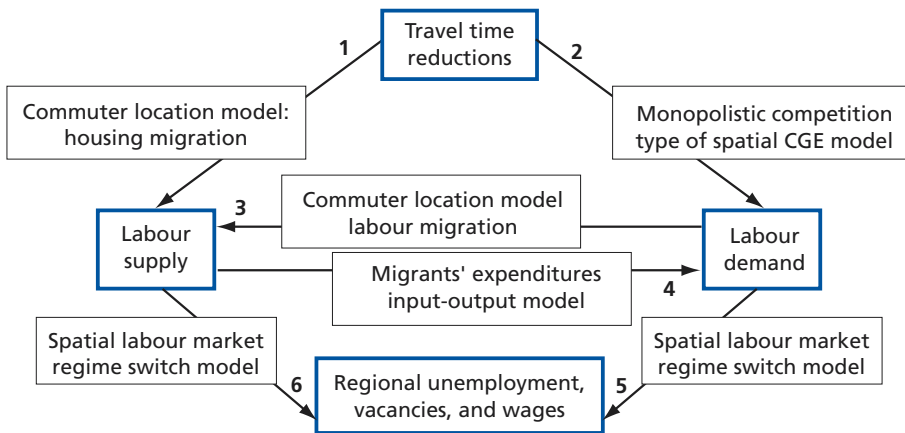 Travel time
reductions
1
2
Commuter location model:
housing migration
Monopolistic competition
type of spatial CGE model
3
Commuter location model
labour migration
Labour
supply
Labour
demand
Migrants' expenditures
input-output model
4
Spatial labour market
regime switch model
Spatial labour market
regime switch model
6
Regional unemployment,
vacancies, and wages
5